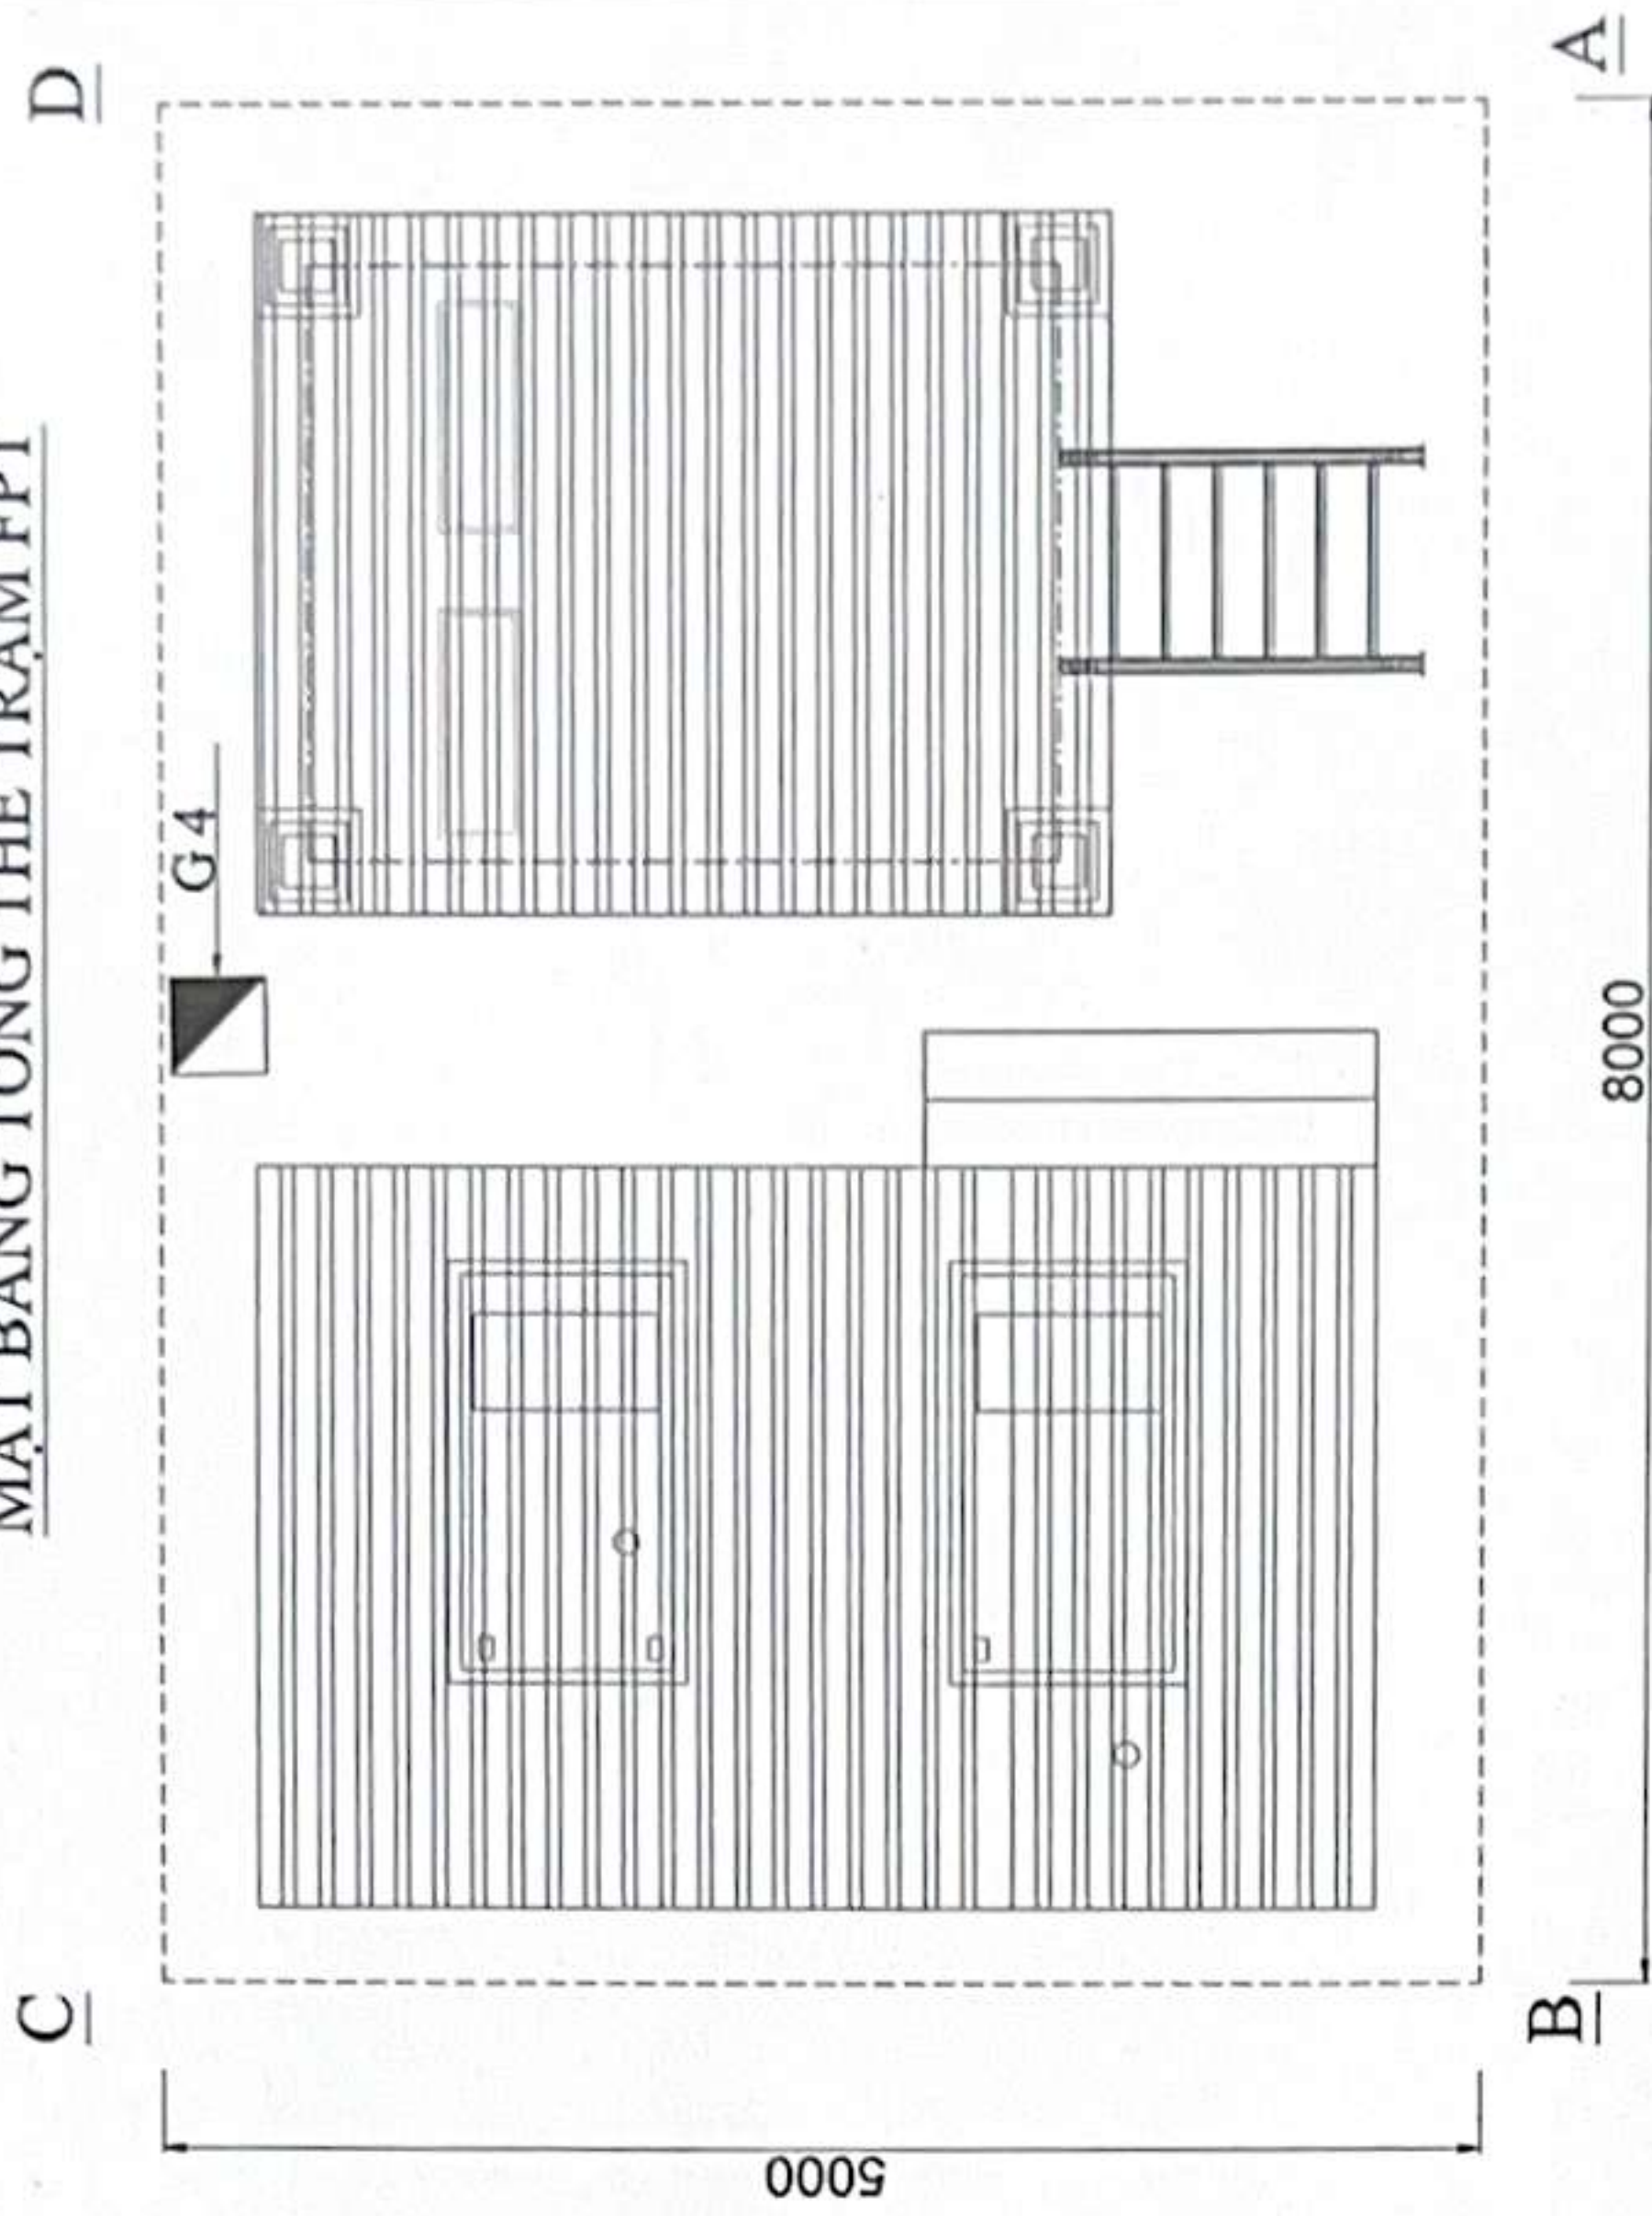 MẶT BẰNG TỔNG THỂ TRẠM FPT
C
D
G4
5000
B
A
8000